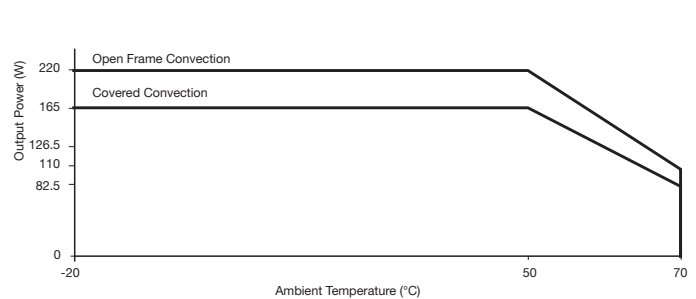 Open Frame Convection
220
Covered Convection
165
126.5
110
82.5
0
Output Power (W)
-20
50
70
Ambient Temperature (°C)